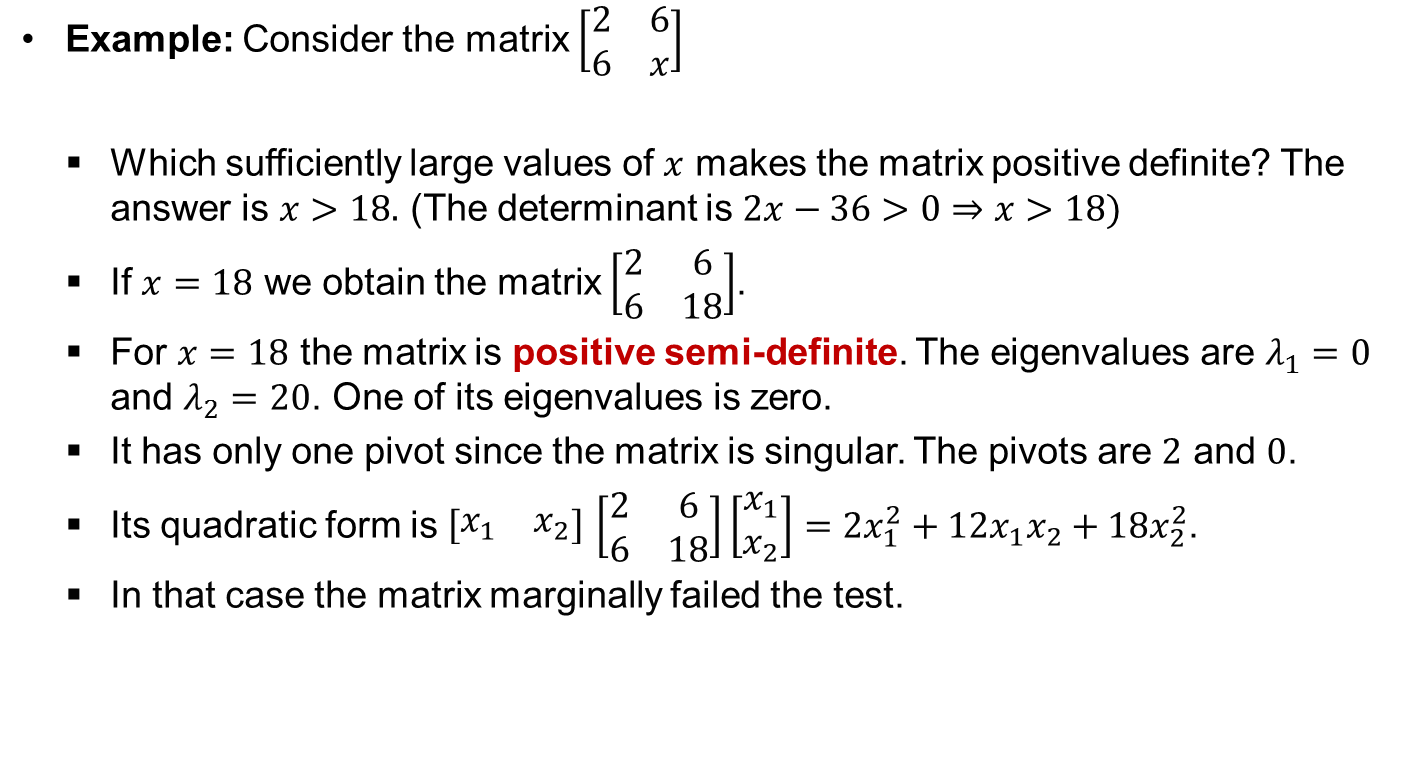 • Example: Consider the matrix [2 6; 6 x]
▪ Which sufficiently large values of x makes the matrix positive definite? The
answer is x > 18. (The determinant is 2x − 36 > 0 ⇒ x > 18)
▪ If x = 18 we obtain the matrix [2 6; 6 18].
▪ For x = 18 the matrix is positive semi-definite. The eigenvalues are λ₁ = 0
and λ₂ = 20. One of its eigenvalues is zero.
▪ It has only one pivot since the matrix is singular. The pivots are 2 and 0.
▪ Its quadratic form is [x₁ x₂] [2 6; 6 18] [x₁; x₂] = 2x₁² + 12x₁x₂ + 18x₂².
▪ In that case the matrix marginally failed the test.